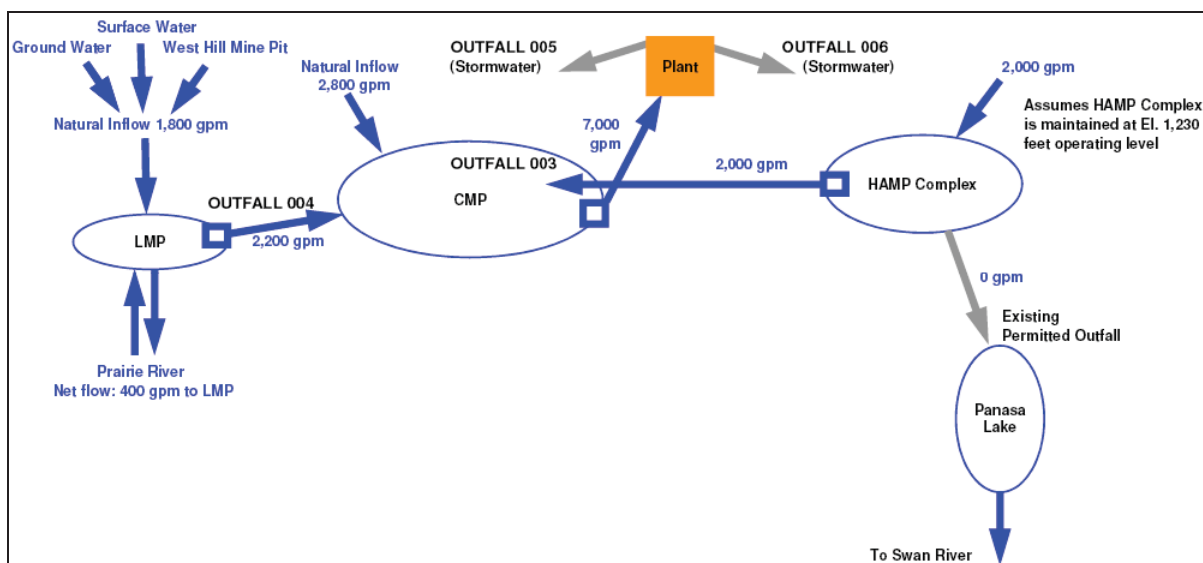 Surface Water
Ground Water
West Hill Mine Pit
Natural Inflow 1,800 gpm
OUTFALL 004
LMP
2,200 gpm
Prairie River
Net flow: 400 gpm to LMP
Natural Inflow
2,800 gpm
OUTFALL 003
CMP
OUTFALL 005
(Stormwater)
Plant
OUTFALL 006
(Stormwater)
7,000
gpm
2,000 gpm
2,000 gpm
Assumes HAMP Complex
is maintained at El. 1,230
feet operating level
HAMP Complex
0 gpm
Existing
Permitted Outfall
Panasa
Lake
To Swan River